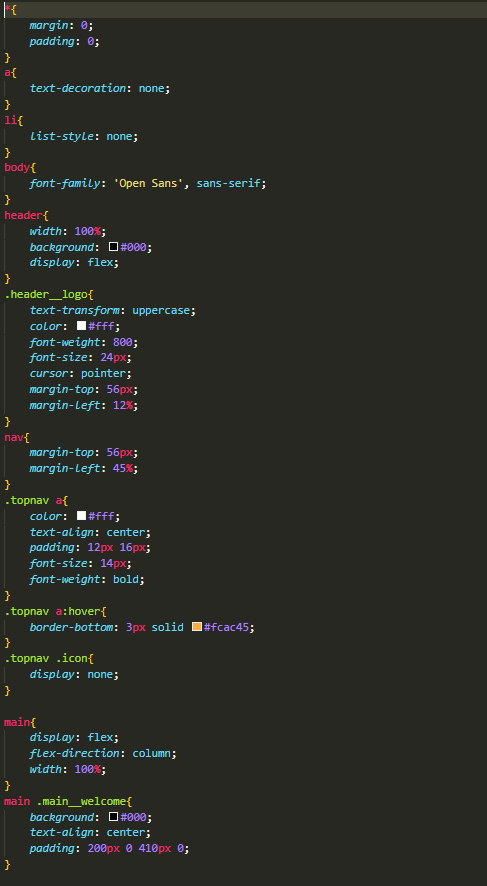 *{
    margin: 0;
    padding: 0;
}
a{
    text-decoration: none;
}
li{
    list-style: none;
}
body{
    font-family: 'Open Sans', sans-serif;
}
header{
    width: 100%;
    background: #000;
    display: flex;
}
.header__logo{
    text-transform: uppercase;
    color: #fff;
    font-weight: 800;
    font-size: 24px;
    cursor: pointer;
    margin-top: 56px;
    margin-left: 12%;
}
nav{
    margin-top: 56px;
    margin-left: 45%;
}
.topnav a{
    color: #fff;
    text-align: center;
    padding: 12px 16px;
    font-size: 14px;
    font-weight: bold;
}
.topnav a:hover{
    border-bottom: 3px solid #fcac45;
}
.topnav .icon{
    display: none;
}

main{
    display: flex;
    flex-direction: column;
    width: 100%;
}
main .main__welcome{
    background: #000;
    text-align: center;
    padding: 200px 0 410px 0;
}